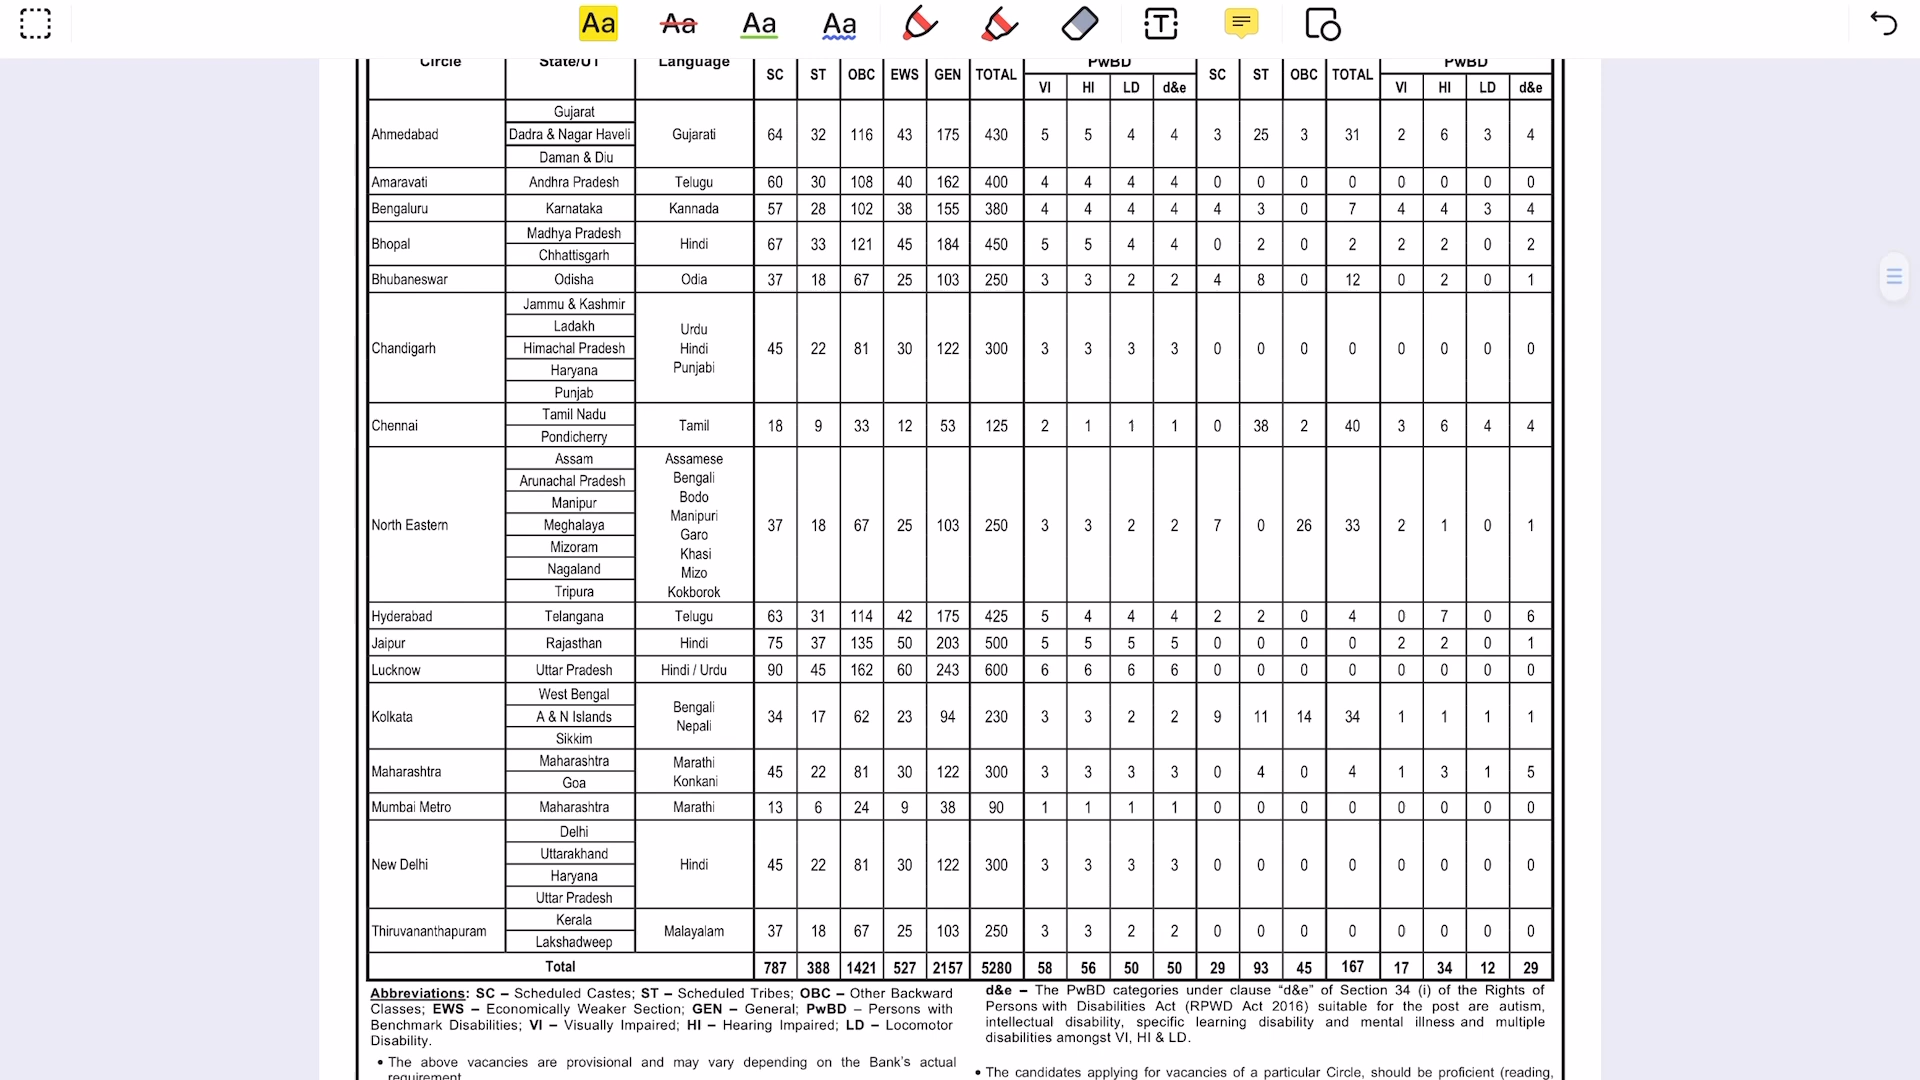 Aa Aa Aa Aa T
Circle State/UT Language SC ST OBC EWS GEN TOTAL PwBD SC ST OBC TOTAL PwBD
VI HI LD d&e VI HI LD d&e
Ahmedabad Gujarat Gujarati 64 32 116 43 175 430 5 5 4 4 3 25 3 31 2 6 3 4
Dadra & Nagar Haveli
Daman & Diu
Amaravati Andhra Pradesh Telugu 60 30 108 40 162 400 4 4 4 4 0 0 0 0 0 0 0 0
Bengaluru Karnataka Kannada 57 28 102 38 155 380 4 4 4 4 4 3 0 7 4 4 3 4
Bhopal Madhya Pradesh Hindi 67 33 121 45 184 450 5 5 4 4 0 2 0 2 2 2 0 2
Chhattisgarh
Bhubaneswar Odisha Odia 37 18 67 25 103 250 3 3 2 2 4 8 0 12 0 2 0 1
Jammu & Kashmir
Ladakh Urdu
Chandigarh Himachal Pradesh Hindi 45 22 81 30 122 300 3 3 3 3 0 0 0 0 0 0 0 0
Haryana Punjabi
Punjab
Chennai Tamil Nadu Tamil 18 9 33 12 53 125 2 1 1 1 0 38 2 40 3 6 4 4
Pondicherry
Assam Assamese
Arunachal Pradesh Bengali
Manipur Bodo
Manipuri
North Eastern Meghalaya Garo 37 18 67 25 103 250 3 3 2 2 7 0 26 33 2 1 0 1
Mizoram Khasi
Nagaland Mizo
Tripura Kokborok
Hyderabad Telangana Telugu 63 31 114 42 175 425 5 4 4 4 2 2 0 4 0 7 0 6
Jaipur Rajasthan Hindi 75 37 135 50 203 500 5 5 5 5 0 0 0 0 2 2 0 1
Lucknow Uttar Pradesh Hindi / Urdu 90 45 162 60 243 600 6 6 6 6 0 0 0 0 0 0 0 0
West Bengal Bengali
Kolkata A & N Islands Nepali 34 17 62 23 94 230 3 3 2 2 9 11 14 34 1 1 1 1
Sikkim
Maharashtra Maharashtra Marathi 45 22 81 30 122 300 3 3 3 3 0 4 0 4 1 3 1 5
Goa Konkani
Mumbai Metro Maharashtra Marathi 13 6 24 9 38 90 1 1 1 1 0 0 0 0 0 0 0 0
Delhi
Uttarakhand
New Delhi Hindi 45 22 81 30 122 300 3 3 3 3 0 0 0 0 0 0 0 0
Haryana
Uttar Pradesh
Thiruvananthapuram Kerala Malayalam 37 18 67 25 103 250 3 3 2 2 0 0 0 0 0 0 0 0
Lakshadweep
Total 787 388 1421 527 2157 5280 58 56 50 50 29 93 45 167 17 34 12 29
Abbreviations: SC – Scheduled Castes; ST – Scheduled Tribes; OBC – Other Backward
Classes; EWS – Economically Weaker Section; GEN – General; PwBD – Persons with
Benchmark Disabilities; VI – Visually Impaired; HI – Hearing Impaired; LD – Locomotor
Disability.
• The above vacancies are provisional and may vary depending on the Bank's actual
requirement
d&e – The PwBD categories under clause “d&e” of Section 34 (i) of the Rights of
Persons with Disabilities Act (RPWD Act 2016) suitable for the post are autism,
intellectual disability, specific learning disability and mental illness and multiple
disabilities amongst VI, HI & LD.
• The candidates applying for vacancies of a particular Circle, should be proficient (reading,